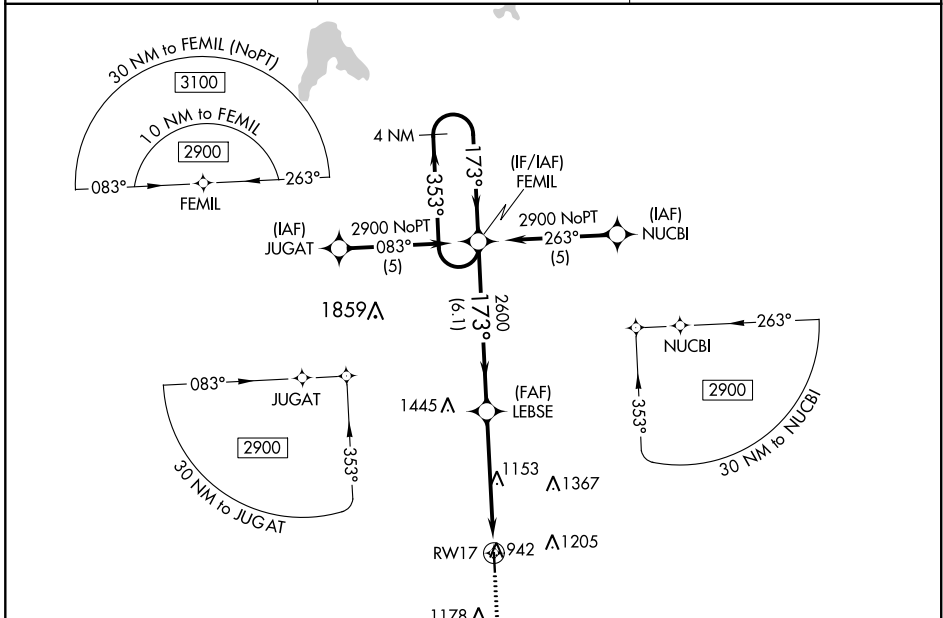 30 NM to FEMIL (NoPT)
3100
10 NM to FEMIL
2900
083°
263°
FEMIL
4 NM
353°
173°
(IF/IAF)
FEMIL
(IAF)
JUGAT
2900 NoPT
083°
(5)
2900 NoPT
263°
(5)
(IAF)
NUCBI
2600
173°
(6.1)
1859
083°
JUGAT
2900
353°
30 NM to JUGAT
263°
NUCBI
2900
353°
30 NM to NUCBI
1445
(FAF)
LEBSE
1153
1367
RW17
942
1205
1178